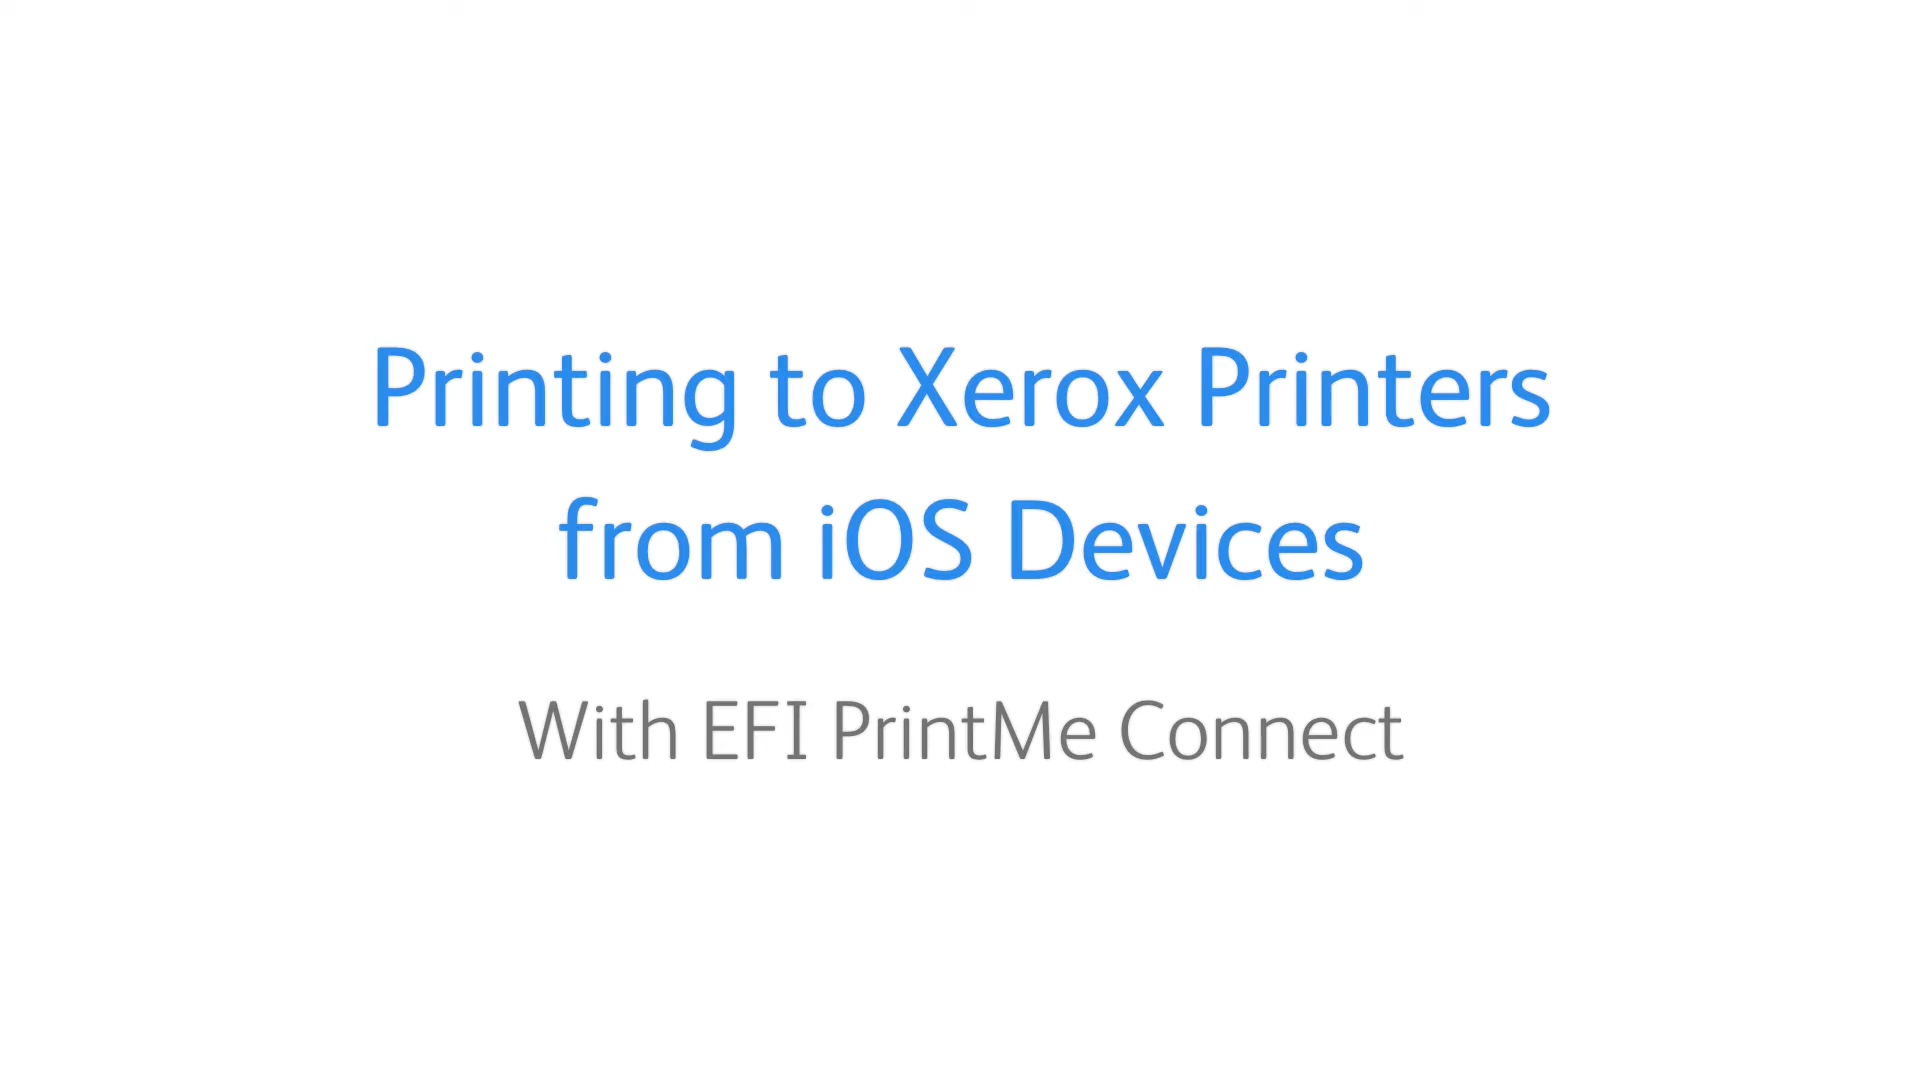 Printing to Xerox Printers
from iOS Devices
With EFI PrintMe Connect